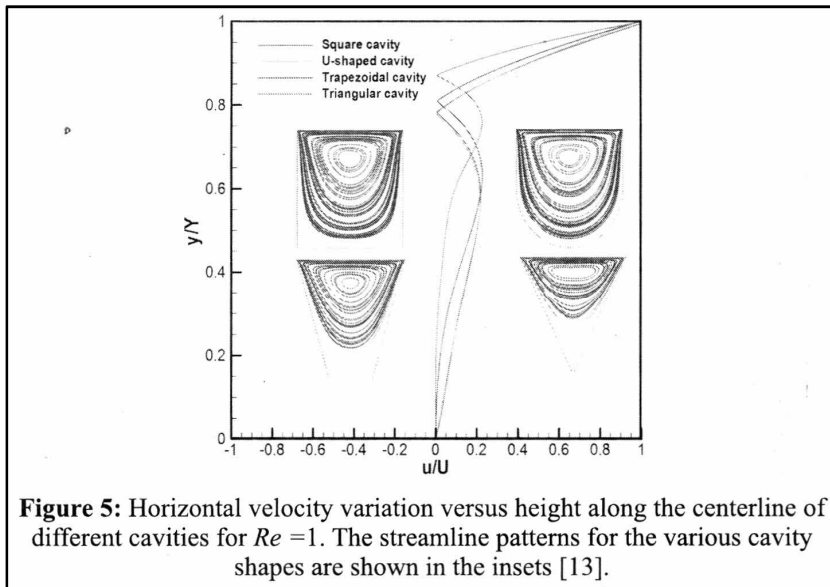 1
Square cavity
U-shaped cavity
Trapezoidal cavity
Triangular cavity
0.8
0.6
y/Y
0.4
0.2
0
-1 -0.8 -0.6 -0.4 -0.2 0 0.2 0.4 0.6 0.8 1
u/U
Figure 5: Horizontal velocity variation versus height along the centerline of
different cavities for Re =1. The streamline patterns for the various cavity
shapes are shown in the insets [13].